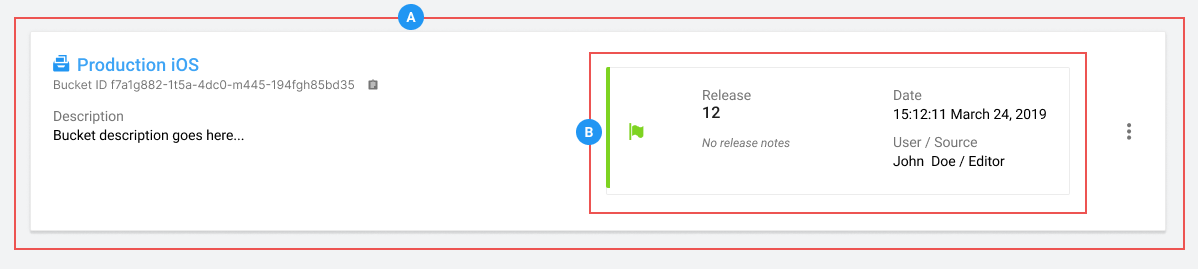 A
Production iOS
Bucket ID f7a1g882-1t5a-4dc0-m445-194fgh85bd35
Description
Bucket description goes here...
B
Release
12
No release notes
Date
15:12:11 March 24, 2019
User / Source
John Doe / Editor